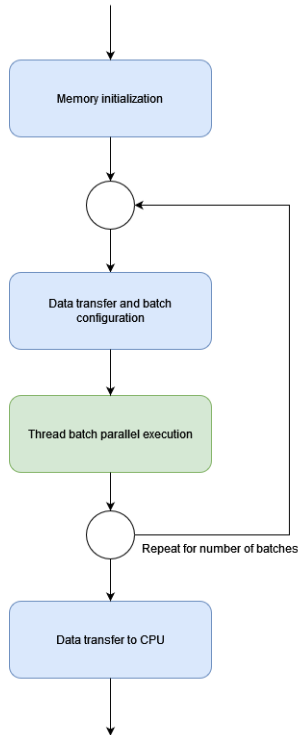 Memory initialization
Data transfer and batch
configuration
Thread batch parallel execution
Repeat for number of batches
Data transfer to CPU